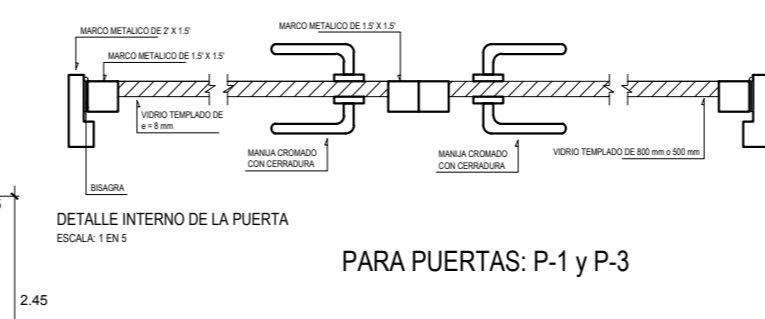 MARCO METALICO DE 2' X 1.5'
MARCO METALICO DE 1.5' X 1.5'
MARCO METALICO DE 1.5' X 1.5'
VIDRIO TEMPLADO DE
e = 8 mm
MANIJA CROMADO
CON CERRADURA
MANIJA CROMADO
CON CERRADURA
VIDRIO TEMPLADO DE 800 mm o 500 mm
BISAGRA
DETALLE INTERNO DE LA PUERTA
ESCALA: 1 EN 5
PARA PUERTAS: P-1 y P-3
2.45